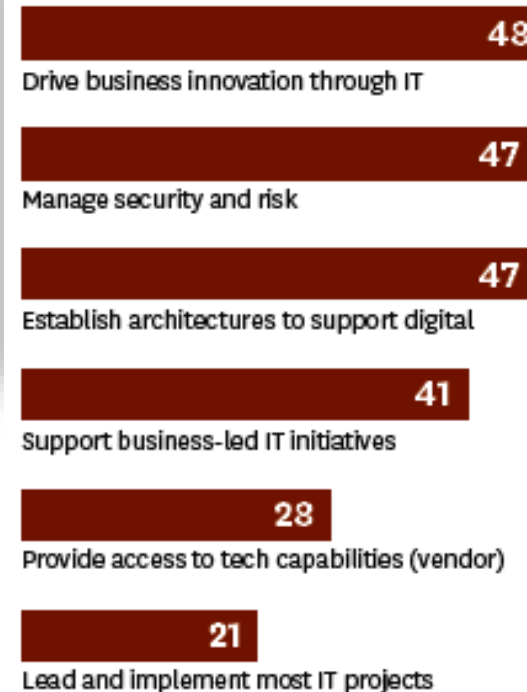 48
Drive business innovation through IT
47
Manage security and risk
47
Establish architectures to support digital
41
Support business-led IT initiatives
28
Provide access to tech capabilities (vendor)
21
Lead and implement most IT projects